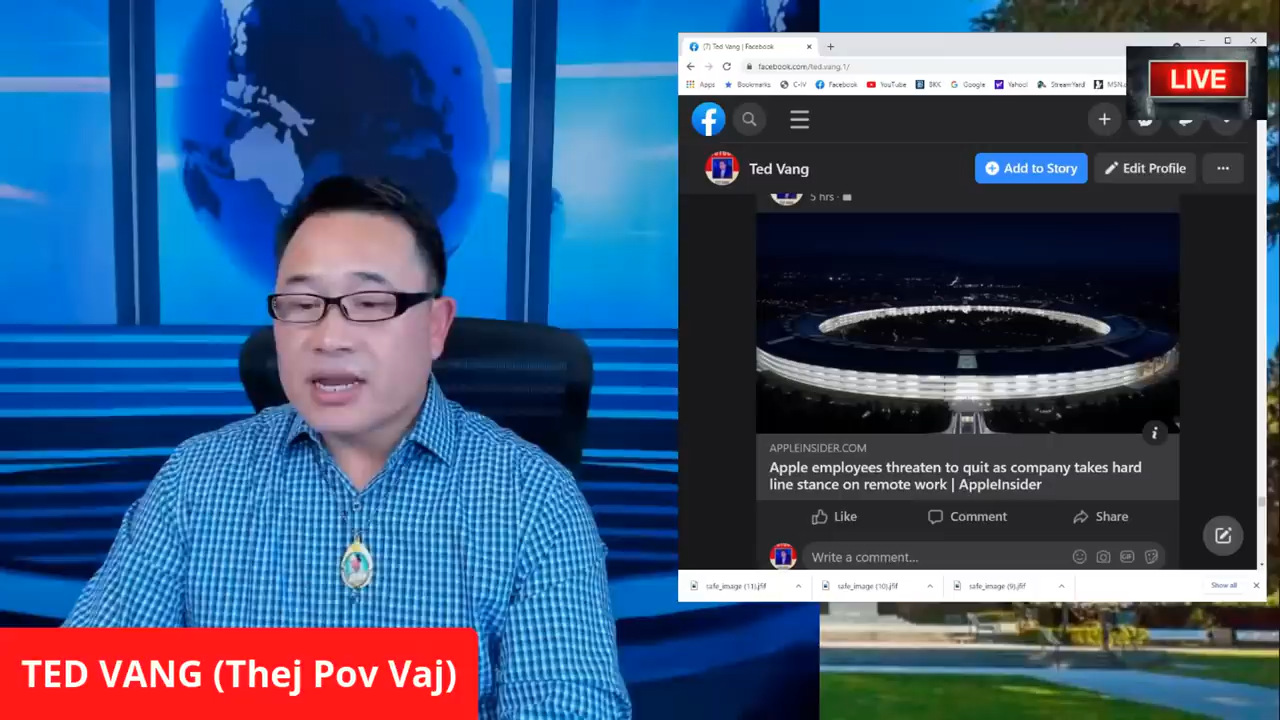 (7) Ted Vang | Facebook
facebook.com/ted.vang.1/
Apps
Bookmarks
C-IV
Facebook
YouTube
BKK
Google
Yahoo
StreamYard
LIVE
Ted Vang
Add to Story
Edit Profile
5 hrs ·
APPLEINSIDER.COM
Apple employees threaten to quit as company takes hard
line stance on remote work | AppleInsider
Like
Comment
Share
Write a comment...
GIF
safe_image (11).jfif
safe_image (10).jfif
safe_image (9).jfif
Show all
TED VANG (Thej Pov Vaj)